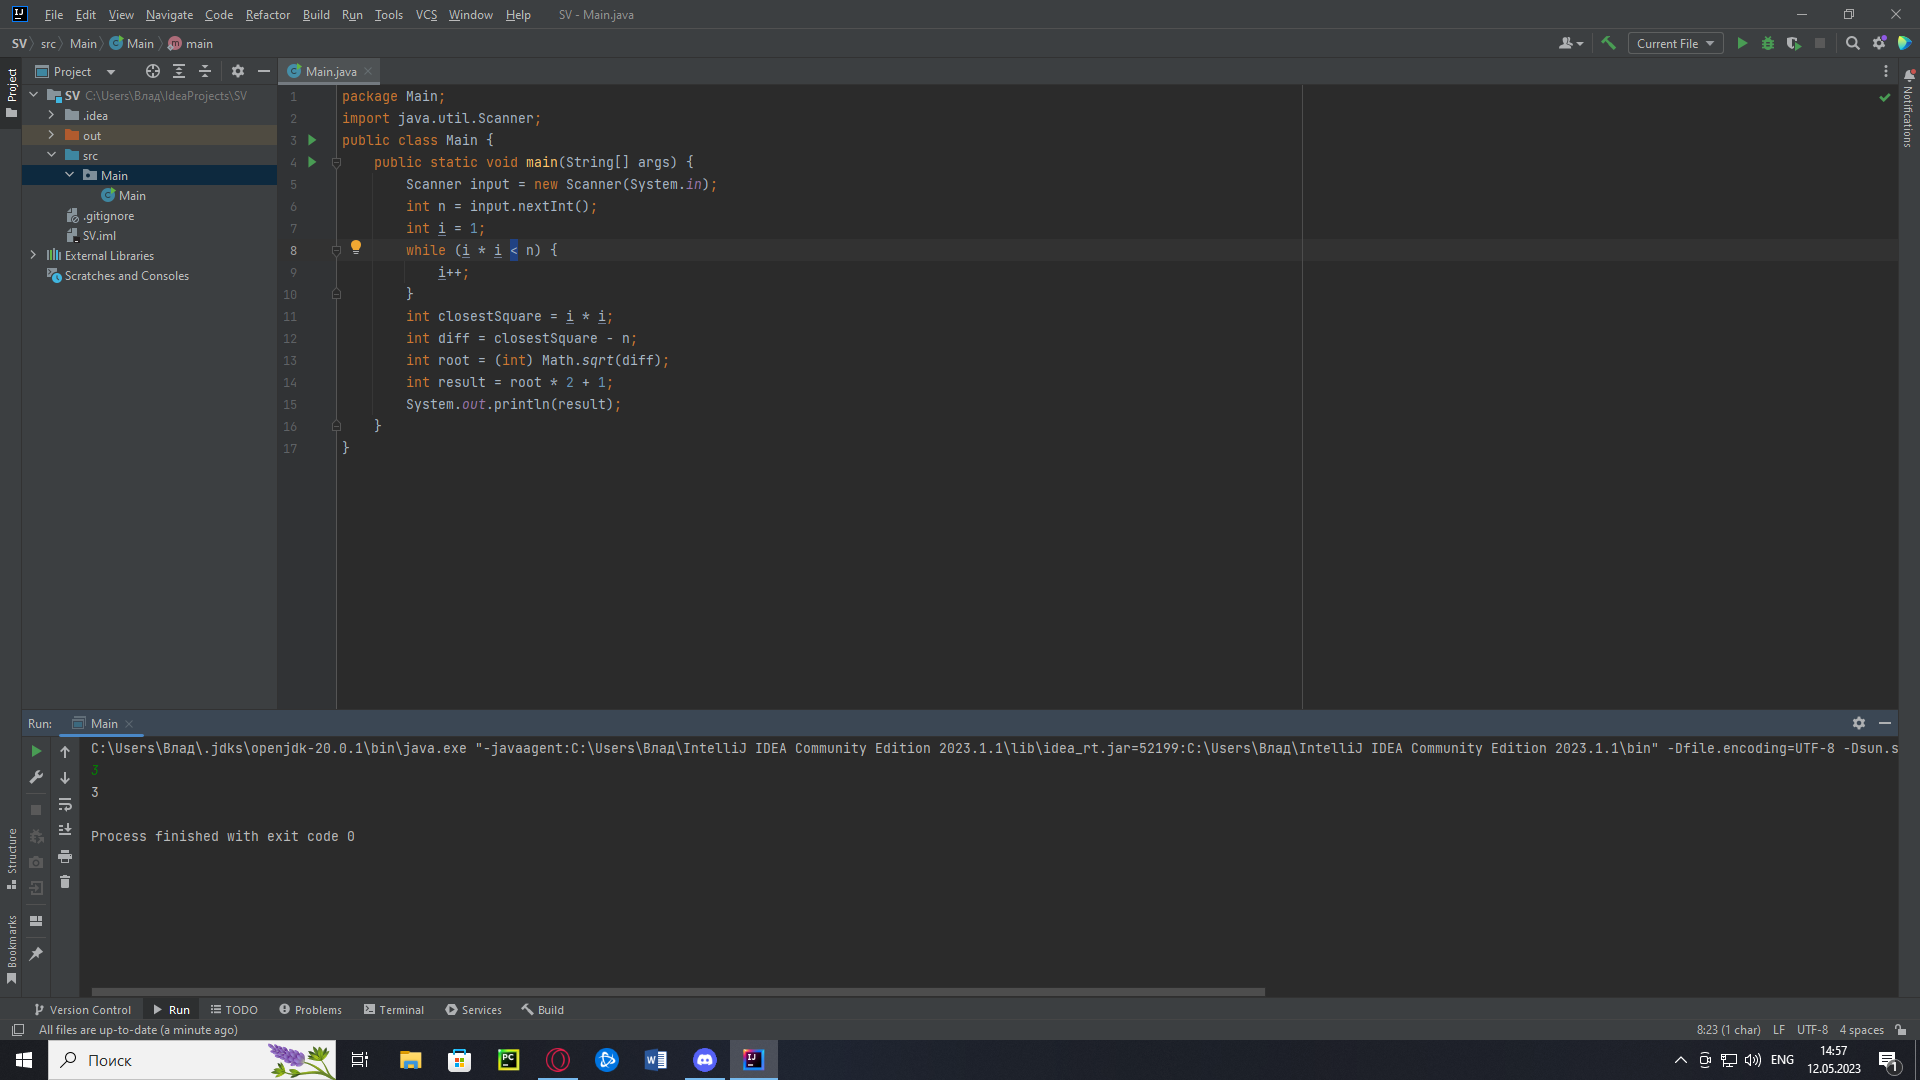 File Edit View Navigate Code Refactor Build Run Tools VCS Window Help SV - Main.java
SV src Main Main main
Current File
Project
Main.java
SV C:\Users\Влад\IdeaProjects\SV
.idea
out
src
Main
Main
.gitignore
SV.iml
External Libraries
Scratches and Consoles
1 package Main;
2 import java.util.Scanner;
3 public class Main {
4 public static void main(String[] args) {
5 Scanner input = new Scanner(System.in);
6 int n = input.nextInt();
7 int i = 1;
8 while (i * i < n) {
9 i++;
10 }
11 int closestSquare = i * i;
12 int diff = closestSquare - n;
13 int root = (int) Math.sqrt(diff);
14 int result = root * 2 + 1;
15 System.out.println(result);
16 }
17 }
Project
Structure
Bookmarks
Notifications
Run: Main
C:\Users\Влад\.jdks\openjdk-20.0.1\bin\java.exe "-javaagent:C:\Users\Влад\IntelliJ IDEA Community Edition 2023.1.1\lib\idea_rt.jar=52199:C:\Users\Влад\IntelliJ IDEA Community Edition 2023.1.1\bin" -Dfile.encoding=UTF-8 -Dsun.s
3
3
Process finished with exit code 0
Version Control Run TODO Problems Terminal Services Build
All files are up-to-date (a minute ago) 8:23 (1 char) LF UTF-8 4 spaces
Поиск
ENG
14:57
12.05.2023
1